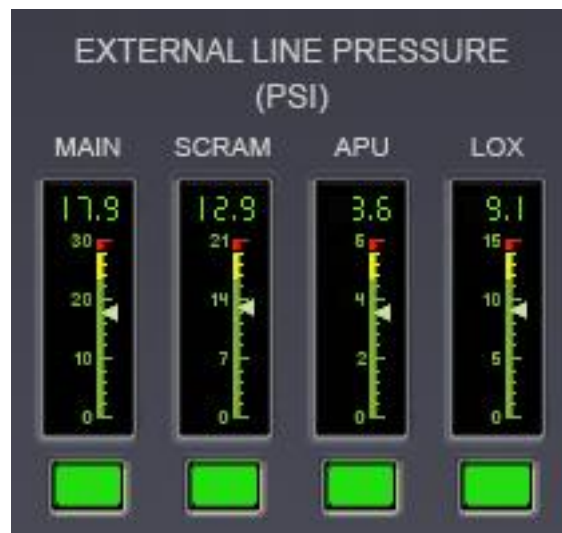 EXTERNAL LINE PRESSURE
(PSI)
MAIN SCRAM APU LOX
17.9 12.9 3.6 9.1
30 21 6 15
20 14 4 10
10 7 2 5
0 0 0 0